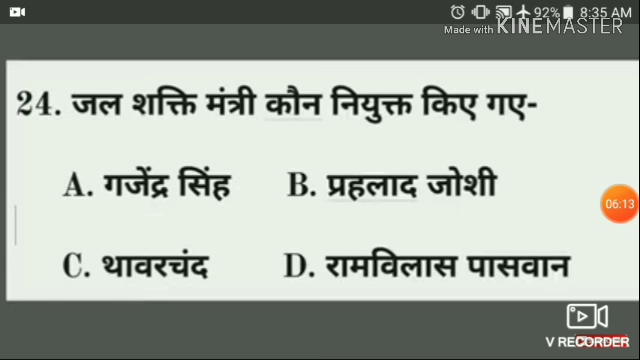 92% 8:35 AM
Made with KINEMASTER
24. जल शक्ति मंत्री कौन नियुक्त किए गए-
A. गजेंद्र सिंह B. प्रहलाद जोशी
06:13
C. थावरचंद D. रामविलास पासवान
V RECORDER